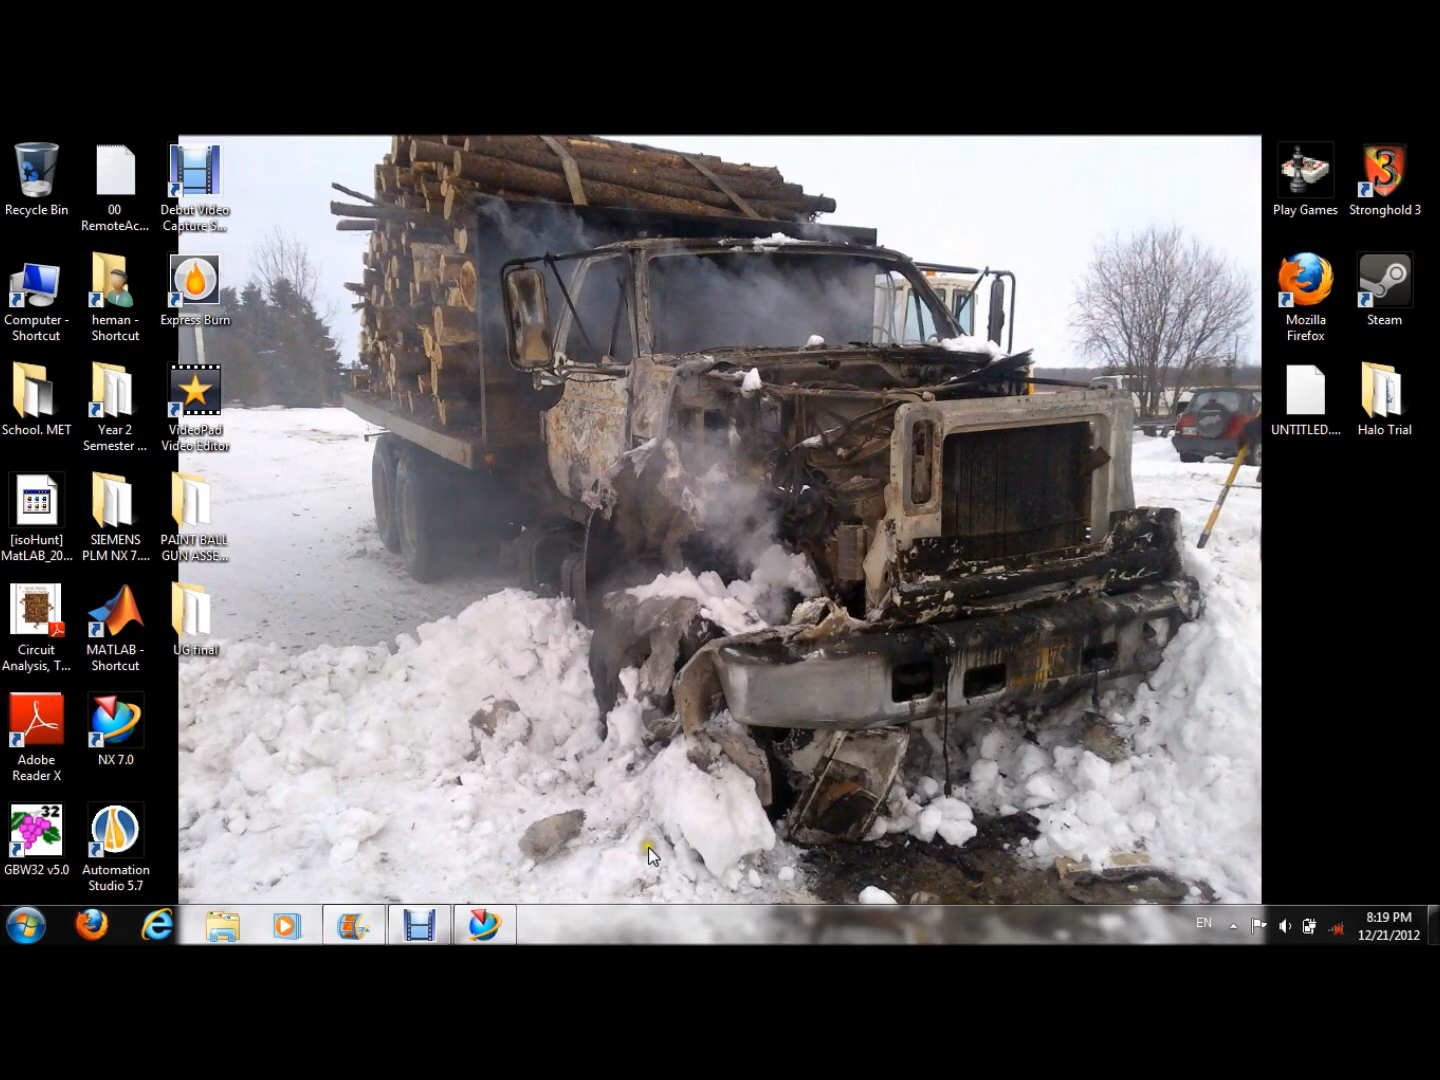 Recycle Bin
00
RemoteAc...
Debut Video
Capture S...
Computer -
Shortcut
heman -
Shortcut
Express Burn
School. MET
Year 2
Semester ...
VideoPad
Video Editor
[isoHunt]
MatLAB_20...
SIEMENS
PLM NX 7....
PAINT BALL
GUN ASSE...
Circuit
Analysis, T...
MATLAB -
Shortcut
UG final
Adobe
Reader X
NX 7.0
32
GBW32 v5.0
Automation
Studio 5.7
Play Games
3
Stronghold 3
Mozilla
Firefox
Steam
UNTITLED....
Halo Trial
EN
8:19 PM
12/21/2012